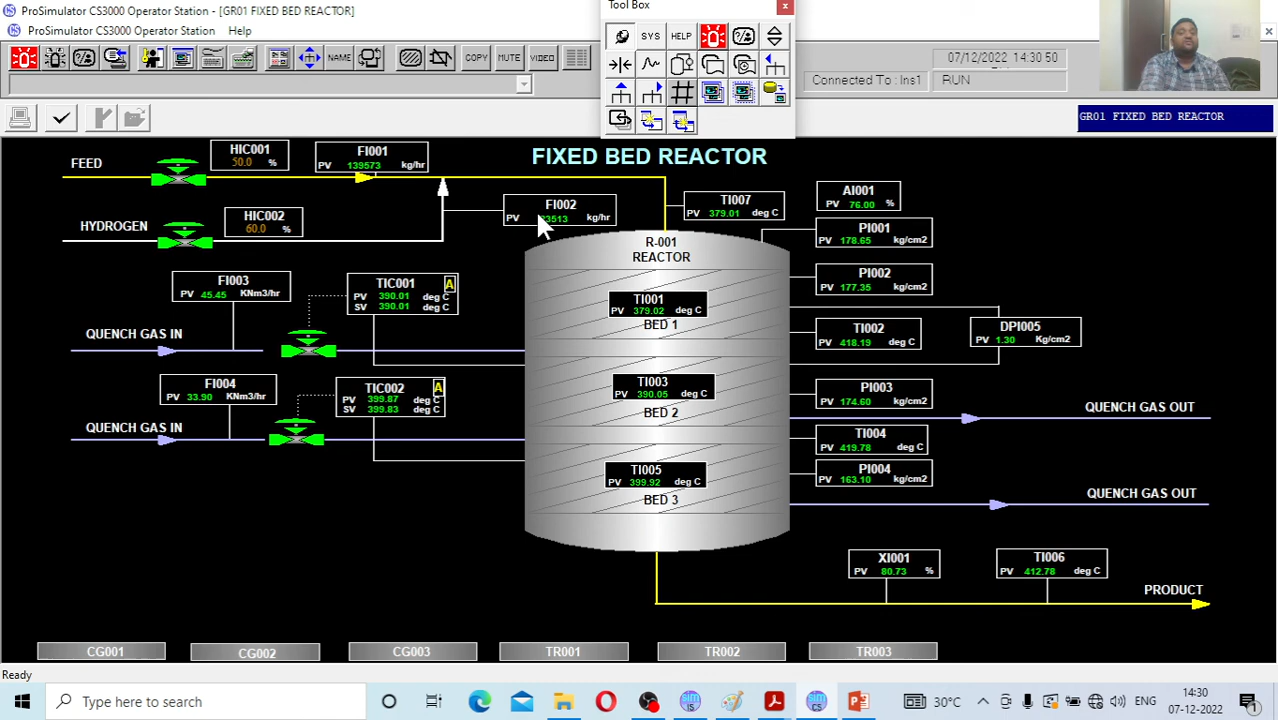 ProSimulator CS3000 Operator Station - [GR01 FIXED BED REACTOR]
ProSimulator CS3000 Operator Station Help
Tool Box
SYS HELP
NAME COPY MUTE VIDEO
07/12/2022 14:30 50
Connected To : Ins1 RUN
GR01 FIXED BED REACTOR
FIXED BED REACTOR
FEED
HIC001
50.0 %
FI001
PV 139573 kg/hr
HYDROGEN
HIC002
60.0 %
FI002
PV kg/hr
TI007
PV 379.01 deg C
AI001
PV 76.00 %
PI001
PV 178.65 kg/cm2
R-001
REACTOR
FI003
PV 45.45 KNm3/hr
TIC001 A
PV 390.01 deg C
SV 390.01 deg C
PI002
PV 177.35 kg/cm2
TI001
PV 379.02 deg C
BED 1
QUENCH GAS IN
TI002
PV 418.19 deg C
DPI005
PV 1.30 Kg/cm2
FI004
PV 33.90 KNm3/hr
TIC002 A
PV 399.87 deg C
SV 399.83 deg C
TI003
PV 390.05 deg C
BED 2
PI003
PV 174.60 kg/cm2
QUENCH GAS OUT
QUENCH GAS IN
TI004
PV 419.78 deg C
TI005
PV 399.92 deg C
BED 3
PI004
PV 163.10 kg/cm2
QUENCH GAS OUT
XI001
PV 80.73 %
TI006
PV 412.78 deg C
PRODUCT
CG001 CG002 CG003 TR001 TR002 TR003
Ready
Type here to search
SIM IS
SIM CS
30°C
ENG
14:30
07-12-2022
1